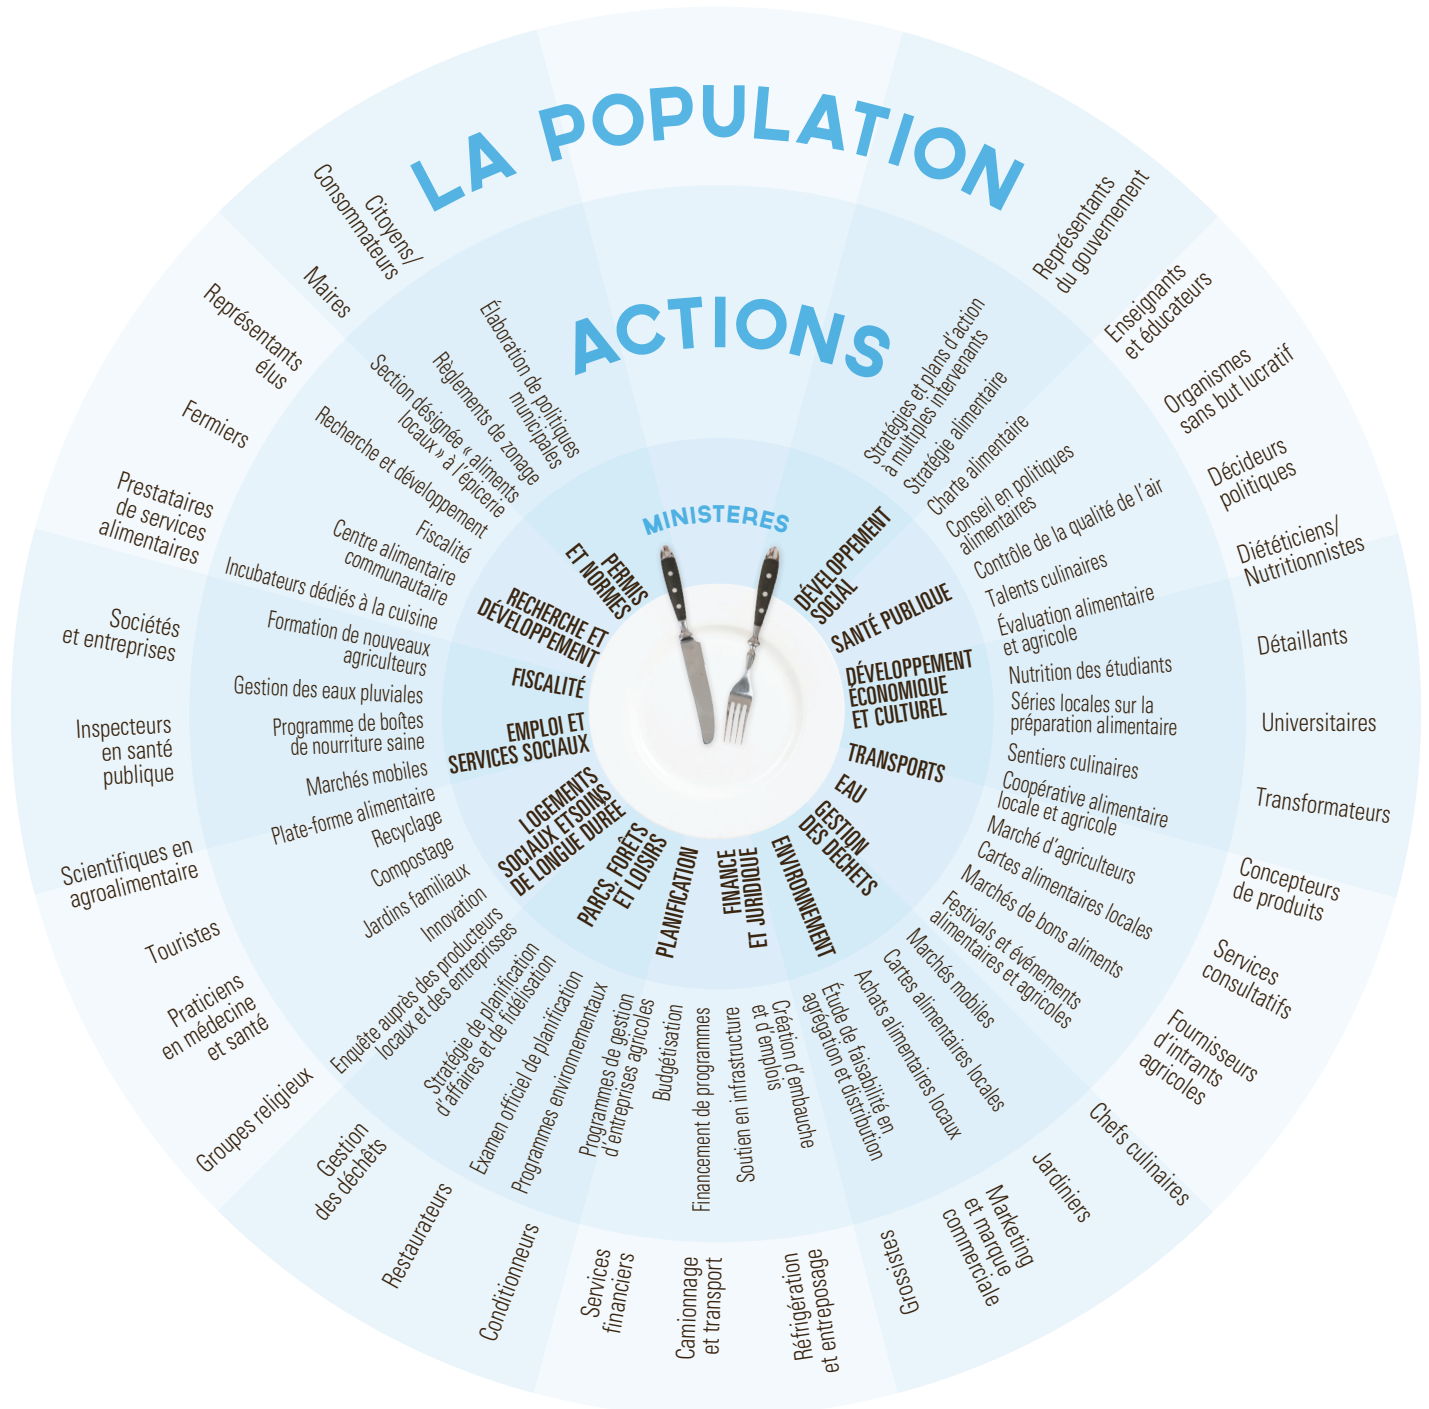 LA POPULATION
Représentants
du gouvernement
Enseignants
et éducateurs
Organismes
sans but lucratif
Décideurs
politiques
Diététiciens/
Nutritionnistes
Détaillants
Universitaires
Transformateurs
Concepteurs
de produits
Services
consultatifs
Fournisseurs
d'intrants
agricoles
Chefs culinaires
Jardiniers
Marketing
et marque
commerciale
Grossistes
Réfrigération
et entreposage
Camionnage
et transport
Services
financiers
Conditionneurs
Restaurateurs
Gestion
des déchêts
Groupes religieux
Praticiens
en médecine
et santé
Touristes
Scientifiques en
agroalimentaire
Inspecteurs
en santé
publique
Sociétés
et entreprises
Prestataires
de services
alimentaires
Fermiers
Représentants
élus
Maires
Citoyens/
Consommateurs
ACTIONS
Stratégies et plans d'action
à multiples intervenants
Stratégie alimentaire
Charte alimentaire
Conseil en politiques
alimentaires
Contrôle de la qualité de l'air
Talents culinaires
Évaluation alimentaire
et agricole
Nutrition des étudiants
Séries locales sur la
préparation alimentaire
Sentiers culinaires
Coopérative alimentaire
locale et agricole
Marché d'agriculteurs
Cartes alimentaires locales
Marchés de bons aliments
Festivals et événements
alimentaires et agricoles
Marchés mobiles
Cartes alimentaires locales
Achats alimentaires locaux
Étude de faisabilité en
agrégation et distribution
Création d'embauche
et d'emplois
Soutien en infrastructure
Financement de programmes
Budgétisation
Programmes de gestion
d'entreprises agricoles
Programmes environnementaux
Examen officiel de planification
Stratégie de planification
d'affaires et de fidélisation
Enquête auprès des producteurs
locaux et des entreprises
Innovation
Jardins familiaux
Compostage
Recyclage
Plate-forme alimentaire
Marchés mobiles
Programme de boîtes
de nourriture saine
Gestion des eaux pluviales
Formation de nouveaux
agriculteurs
Incubateurs dédiés à la cuisine
Centre alimentaire
communautaire
Fiscalité
Recherche et développement
Section désignée « aliments
locaux » à l'épicerie
Règlements de zonage
Élaboration de politiques
municipales
MINISTERES
DÉVELOPPEMENT
SOCIAL
SANTÉ PUBLIQUE
DÉVELOPPEMENT
ÉCONOMIQUE
ET CULTUREL
TRANSPORTS
EAU
GESTION
DES DÉCHETS
ENVIRONNEMENT
FINANCE
ET JURIDIQUE
PLANIFICATION
PARCS, FORÊTS
ET LOISIRS
LOGEMENTS
SOCIAUX ETSOINS
DE LONGUE DURÉE
EMPLOI ET
SERVICES SOCIAUX
FISCALITÉ
RECHERCHE ET
DÉVELOPPEMENT
PERMIS
ET NORMES